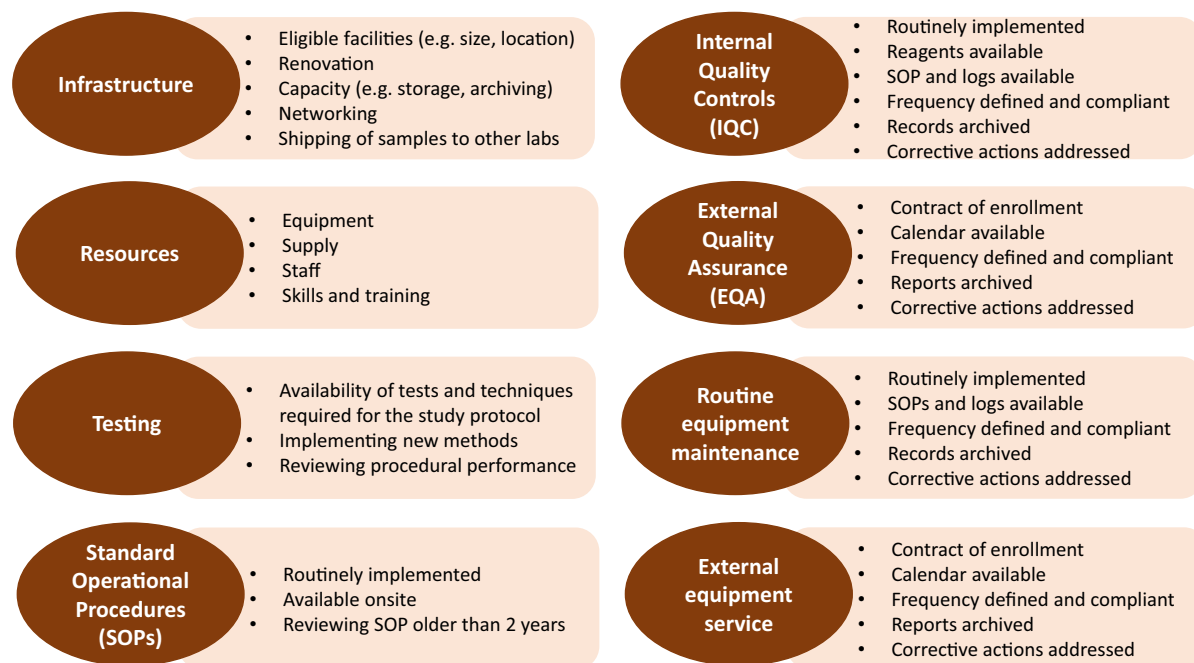 Infrastructure
• Eligible facilities (e.g. size, location)
• Renovation
• Capacity (e.g. storage, archiving)
• Networking
• Shipping of samples to other labs
Resources
• Equipment
• Supply
• Staff
• Skills and training
Testing
• Availability of tests and techniques
required for the study protocol
• Implementing new methods
• Reviewing procedural performance
Standard
Operational
Procedures
(SOPs)
• Routinely implemented
• Available onsite
• Reviewing SOP older than 2 years
Internal
Quality
Controls
(IQC)
• Routinely implemented
• Reagents available
• SOP and logs available
• Frequency defined and compliant
• Records archived
• Corrective actions addressed
External
Quality
Assurance
(EQA)
• Contract of enrollment
• Calendar available
• Frequency defined and compliant
• Reports archived
• Corrective actions addressed
Routine
equipment
maintenance
• Routinely implemented
• SOPs and logs available
• Frequency defined and compliant
• Records archived
• Corrective actions addressed
External
equipment
service
• Contract of enrollment
• Calendar available
• Frequency defined and compliant
• Reports archived
• Corrective actions addressed